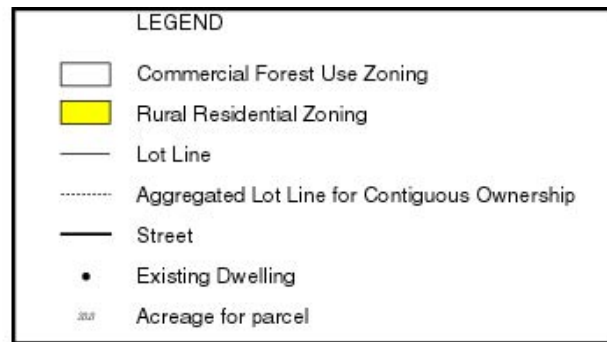 LEGEND
Commercial Forest Use Zoning
Rural Residential Zoning
Lot Line
Aggregated Lot Line for Contiguous Ownership
Street
Existing Dwelling
Acreage for parcel